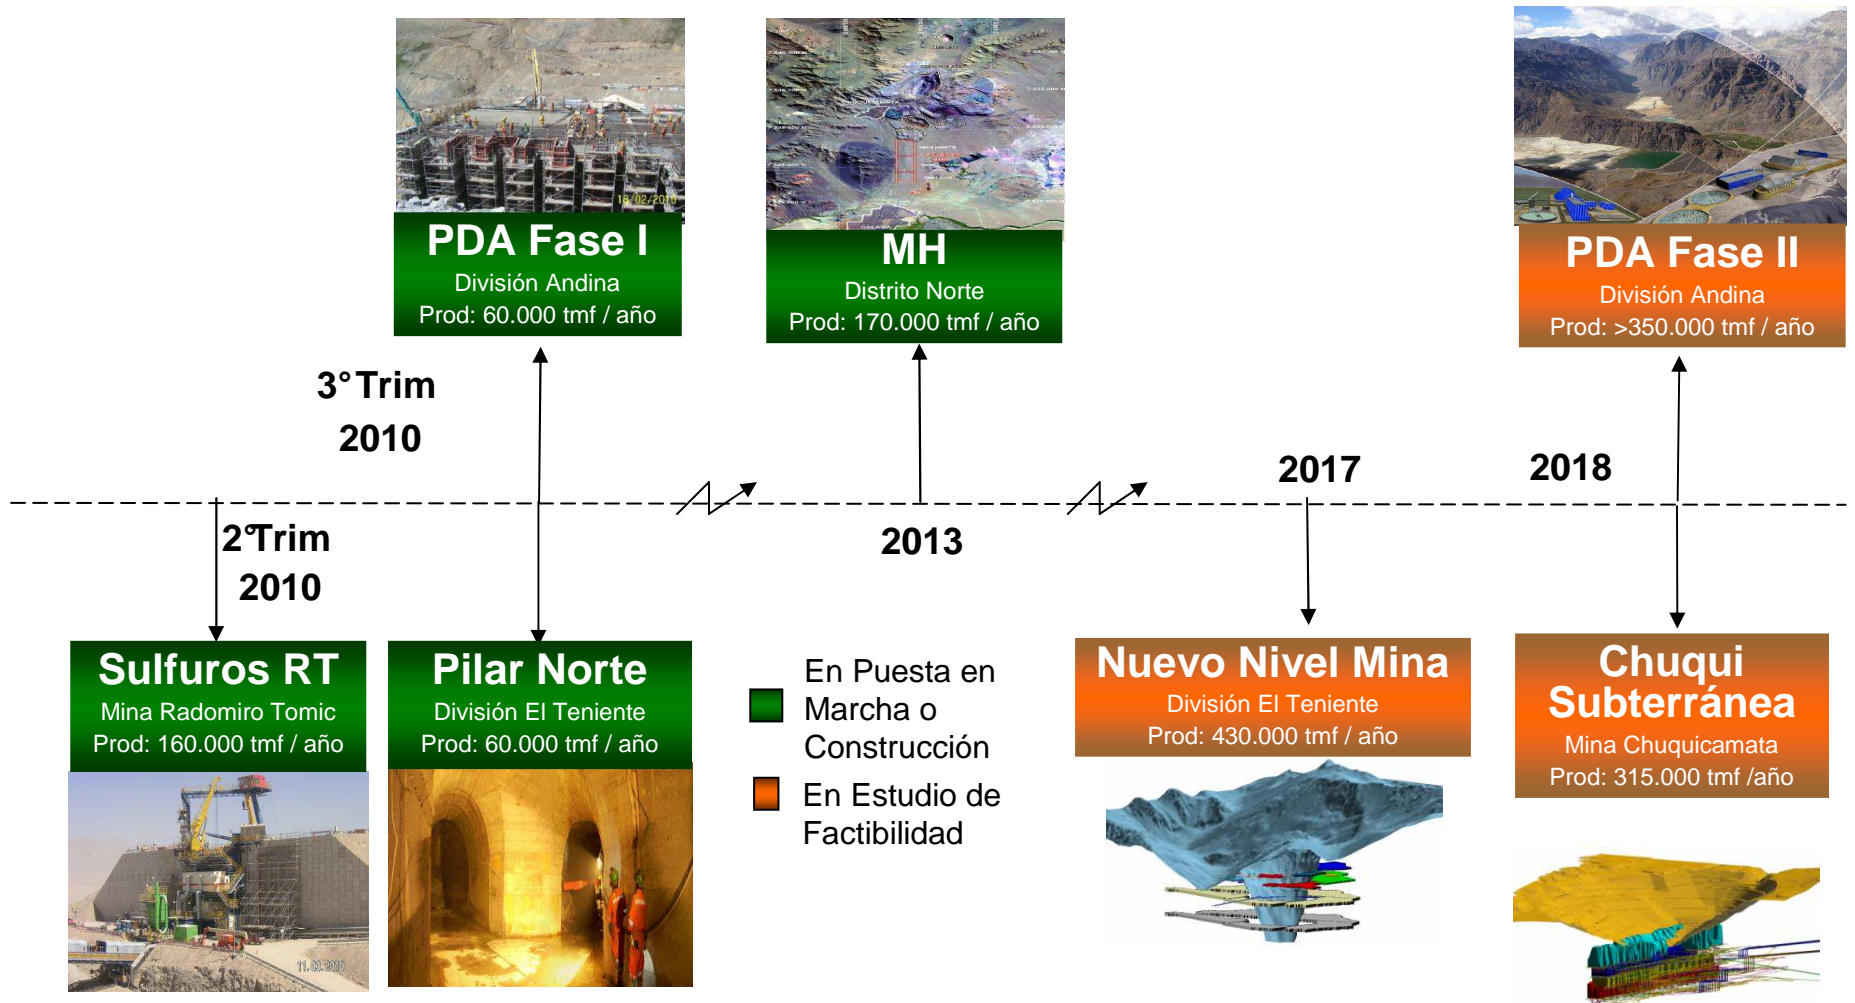 18/02/2010
PDA Fase I
División Andina
Prod: 60.000 tmf / año
CALAMA
MH
Distrito Norte
Prod: 170.000 tmf / año
PDA Fase II
División Andina
Prod: >350.000 tmf / año
3° Trim
2010
2017
2018
2°Trim
2010
2013
Sulfuros RT
Mina Radomiro Tomic
Prod: 160.000 tmf / año
Pilar Norte
División El Teniente
Prod: 60.000 tmf / año
En Puesta en
Marcha o
Construcción
En Estudio de
Factibilidad
Nuevo Nivel Mina
División El Teniente
Prod: 430.000 tmf / año
Chuqui
Subterránea
Mina Chuquicamata
Prod: 315.000 tmf /año